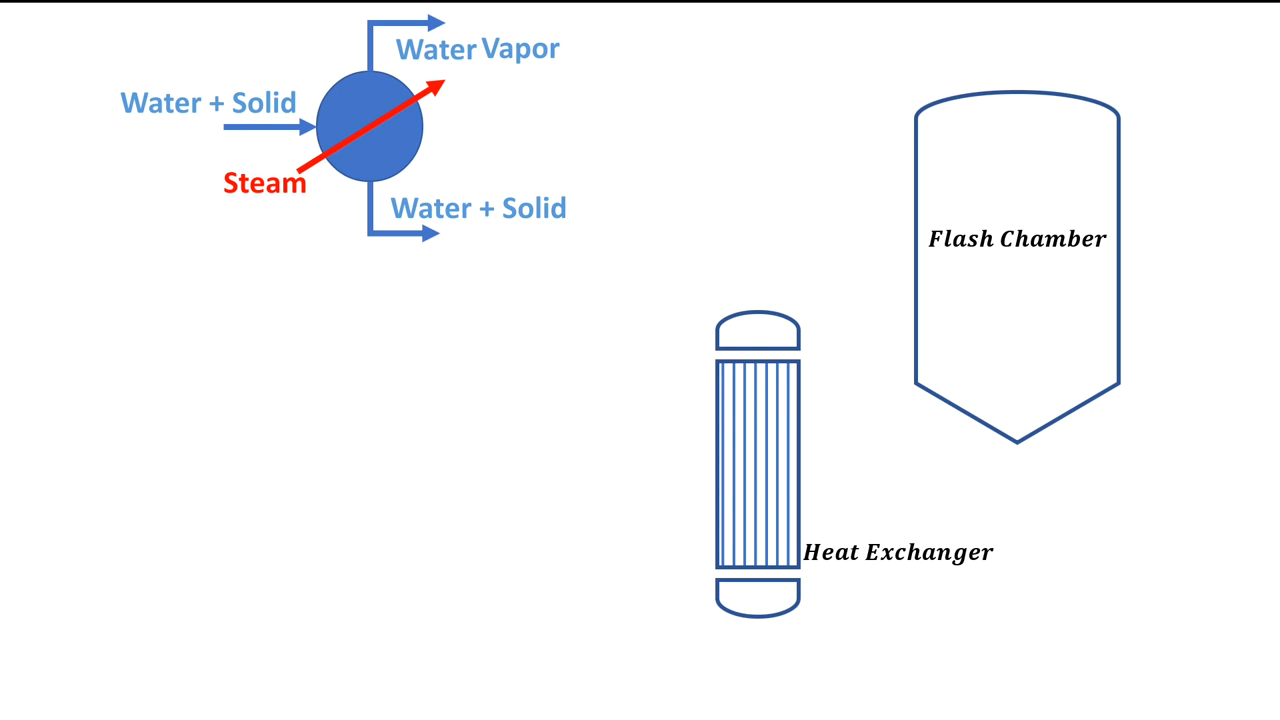 Water Vapor
Water + Solid
Steam
Water + Solid
Flash Chamber
Heat Exchanger